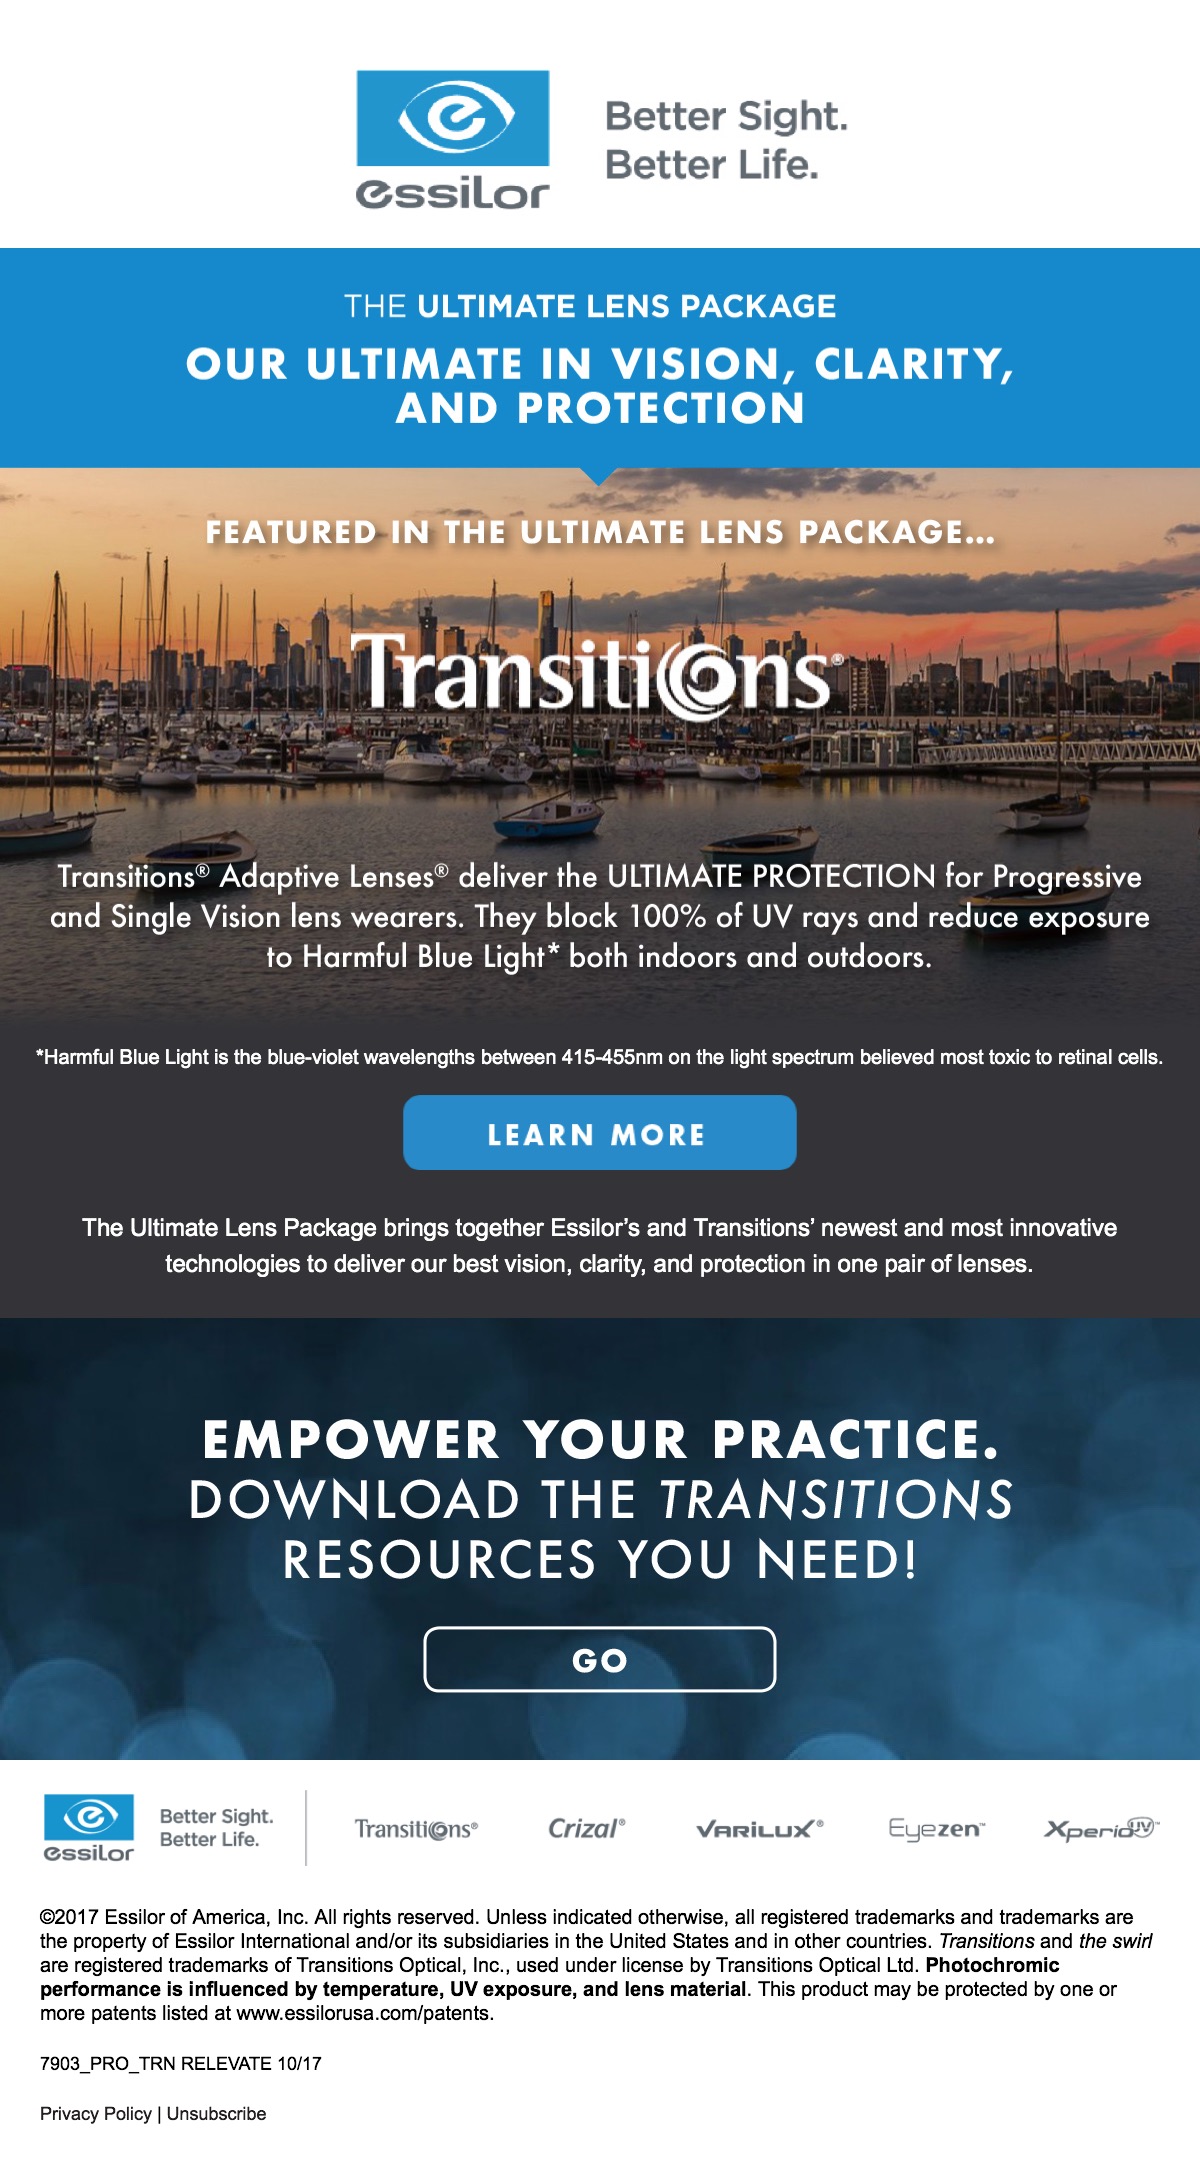 essilor
Better Sight.
Better Life.
THE ULTIMATE LENS PACKAGE
OUR ULTIMATE IN VISION, CLARITY,
AND PROTECTION
FEATURED IN THE ULTIMATE LENS PACKAGE...
Transitions®
Transitions® Adaptive Lenses® deliver the ULTIMATE PROTECTION for Progressive
and Single Vision lens wearers. They block 100% of UV rays and reduce exposure
to Harmful Blue Light* both indoors and outdoors.
*Harmful Blue Light is the blue-violet wavelengths between 415-455nm on the light spectrum believed most toxic to retinal cells.
LEARN MORE
The Ultimate Lens Package brings together Essilor’s and Transitions’ newest and most innovative
technologies to deliver our best vision, clarity, and protection in one pair of lenses.
EMPOWER YOUR PRACTICE.
DOWNLOAD THE TRANSITIONS
RESOURCES YOU NEED!
GO
essilor
Better Sight.
Better Life.
Transitions® Crizal® VARILUX® Eyezen™ Xperio UV™
©2017 Essilor of America, Inc. All rights reserved. Unless indicated otherwise, all registered trademarks and trademarks are
the property of Essilor International and/or its subsidiaries in the United States and in other countries. Transitions and the swirl
are registered trademarks of Transitions Optical, Inc., used under license by Transitions Optical Ltd. Photochromic
performance is influenced by temperature, UV exposure, and lens material. This product may be protected by one or
more patents listed at www.essilorusa.com/patents.
7903_PRO_TRN RELEVATE 10/17
Privacy Policy | Unsubscribe